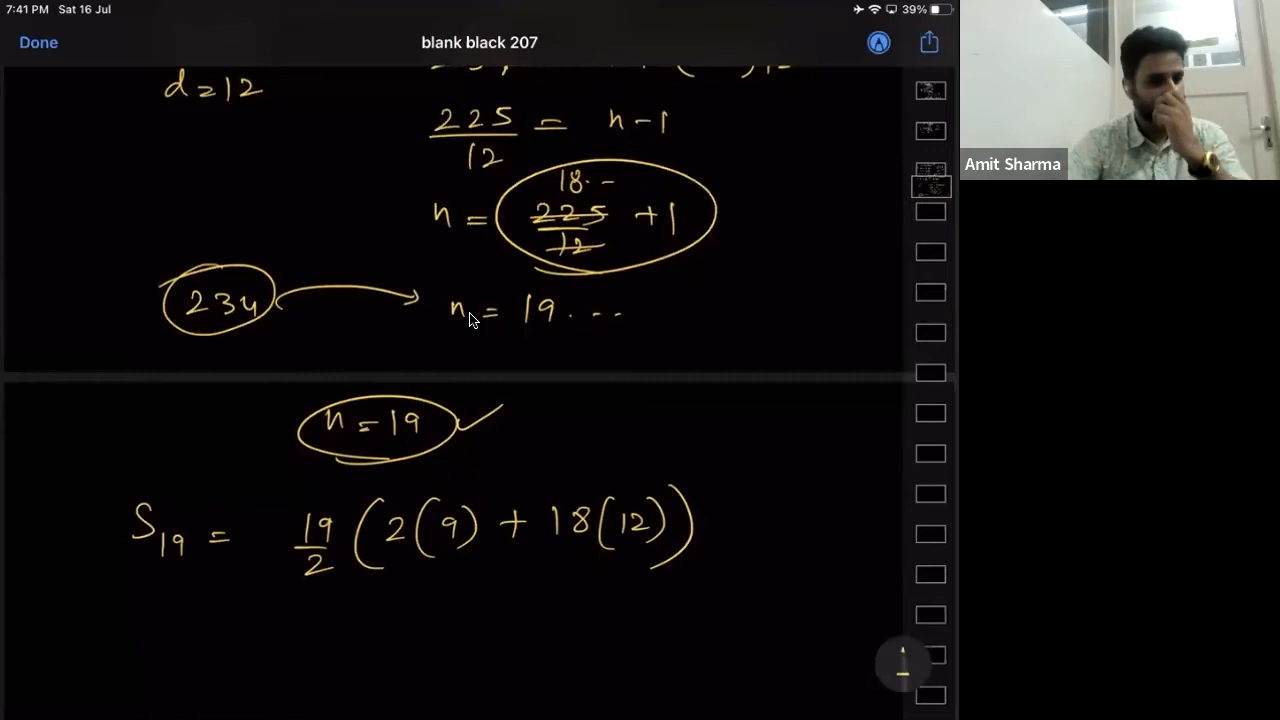 7:41 PM Sat 16 Jul
39%
Done
blank black 207
Amit Sharma
d = 12
225/12 = n - 1
18. -
n = 225/12 + 1
234
n = 19. ...
n = 19
S19 = 19/2 (2(9) + 18(12))